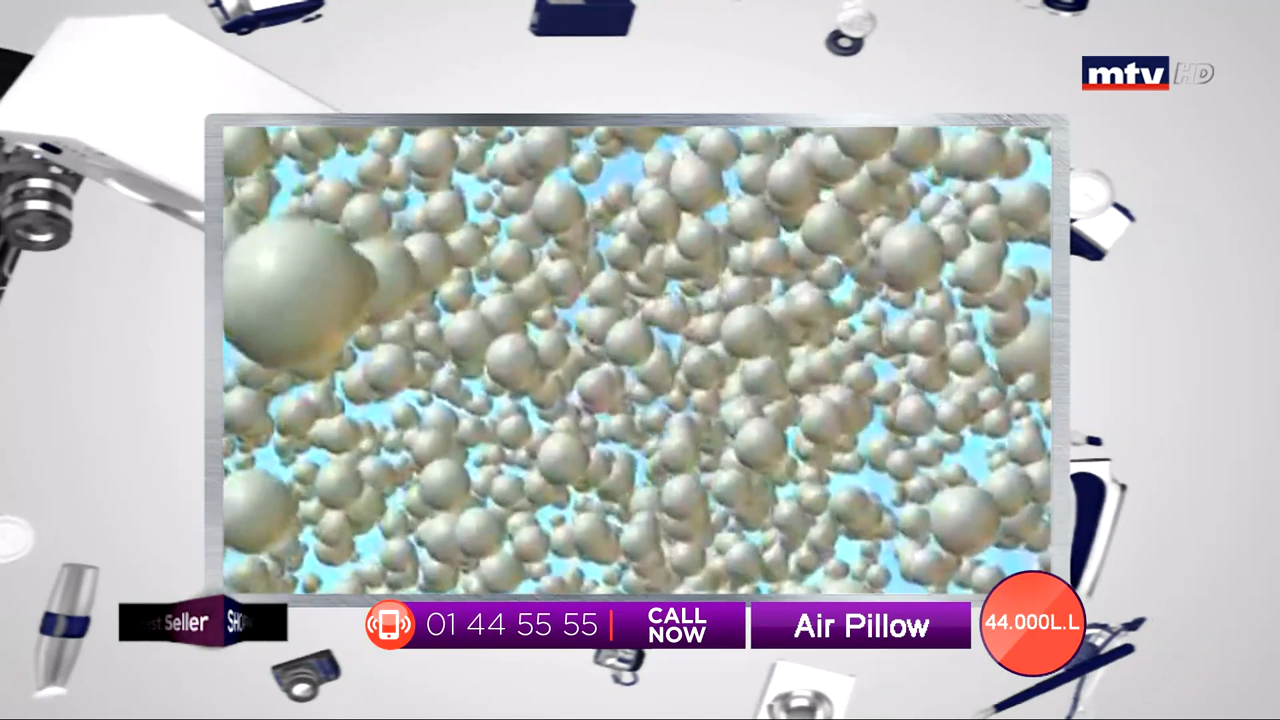 mtv HD
Seller
01 44 55 55
CALL
NOW
Air Pillow
44.000L.L